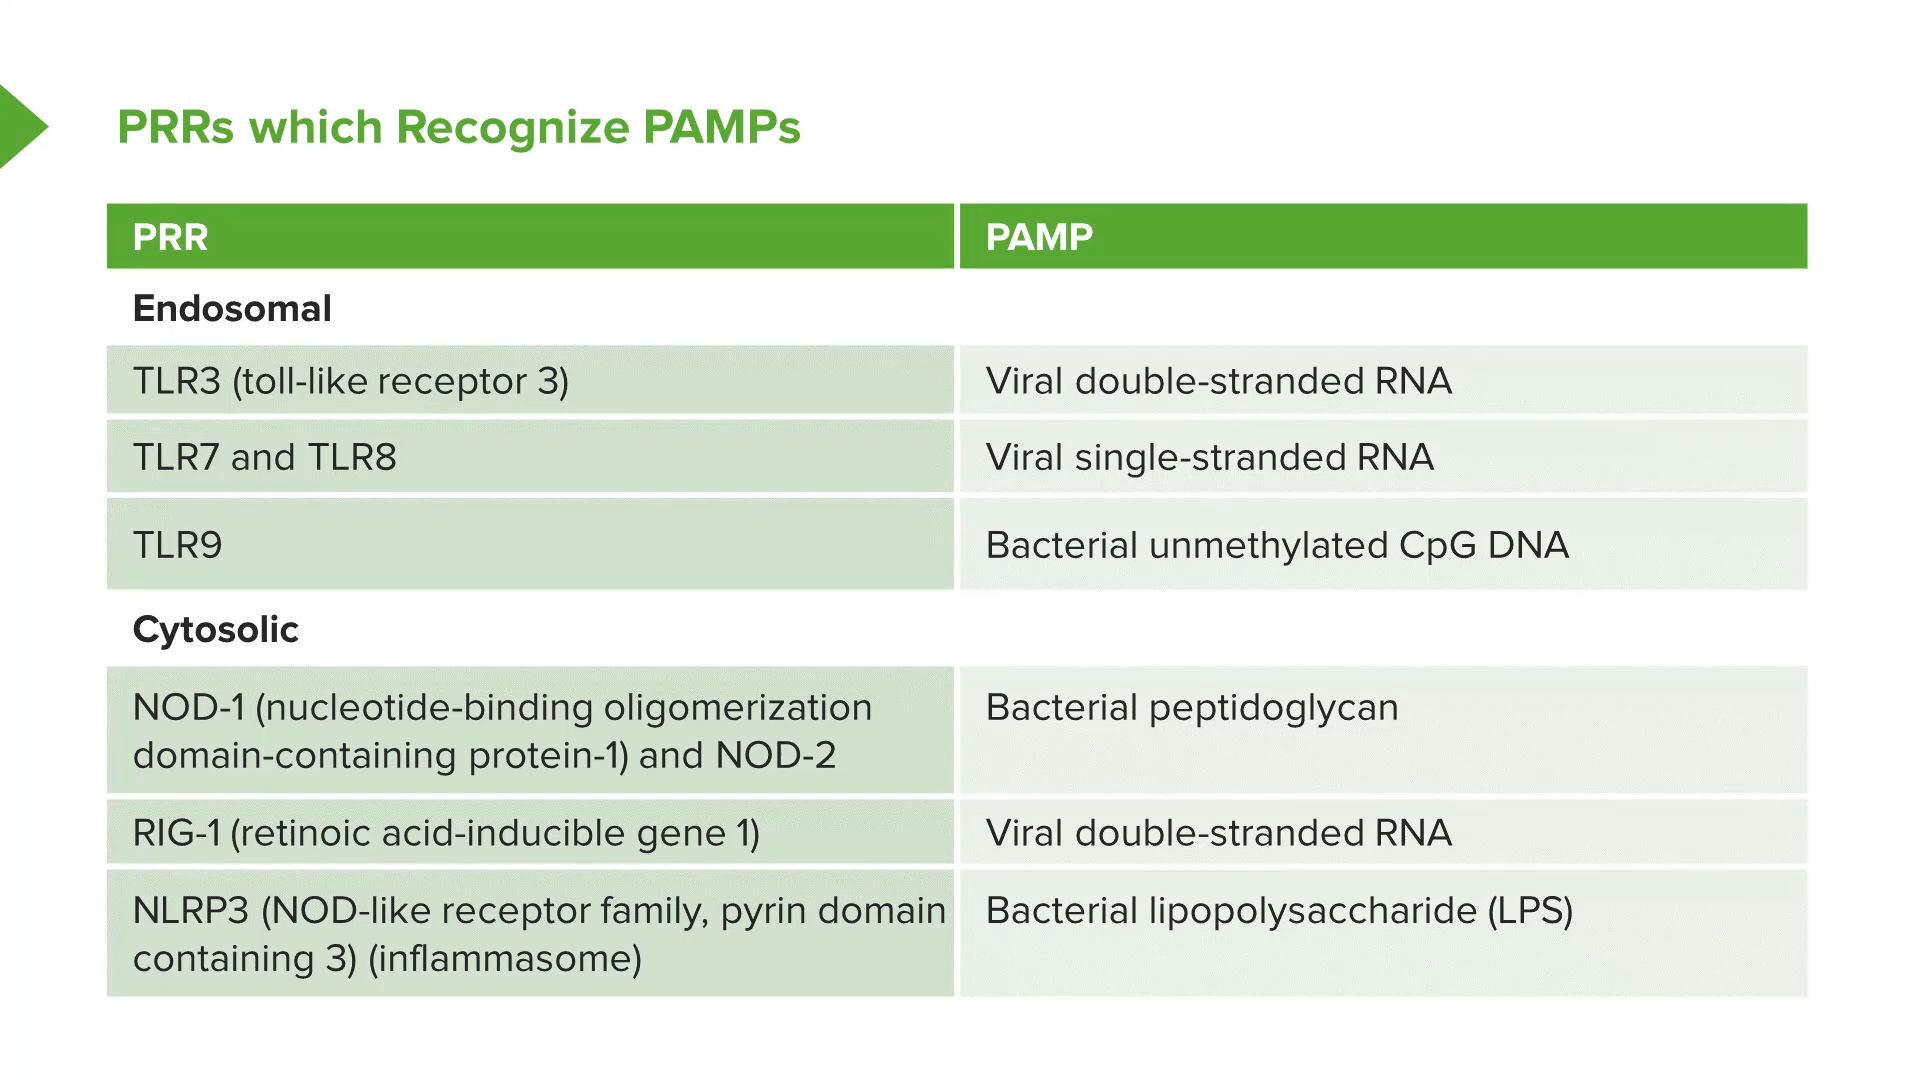 PRRs which Recognize PAMPs
PRR
PAMP
Endosomal
TLR3 (toll-like receptor 3)
Viral double-stranded RNA
TLR7 and TLR8
Viral single-stranded RNA
TLR9
Bacterial unmethylated CpG DNA
Cytosolic
NOD-1 (nucleotide-binding oligomerization
domain-containing protein-1) and NOD-2
Bacterial peptidoglycan
RIG-1 (retinoic acid-inducible gene 1)
Viral double-stranded RNA
NLRP3 (NOD-like receptor family, pyrin domain
containing 3) (inflammasome)
Bacterial lipopolysaccharide (LPS)